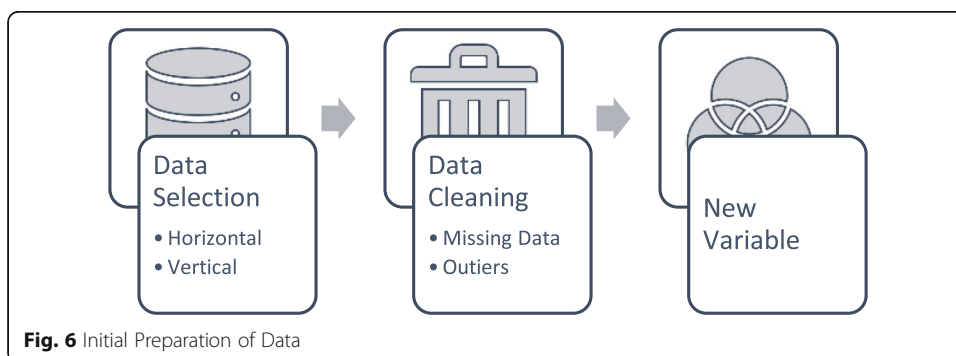 Data
Selection
• Horizontal
• Vertical
Data
Cleaning
• Missing Data
• Outiers
New
Variable
Fig. 6 Initial Preparation of Data